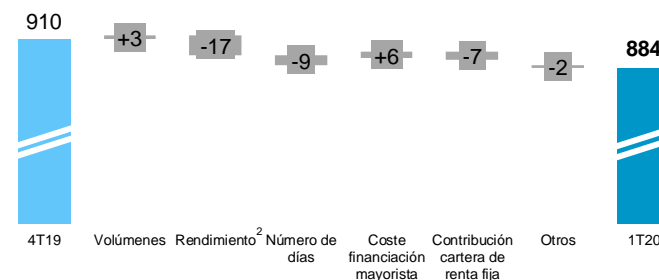 910
+3
-17
-9
+6
-7
-2
884
4T19
Volúmenes
Rendimiento²
Número de
días
Coste
financiación
mayorista
Contribución
cartera de
renta fija
Otros
1T20